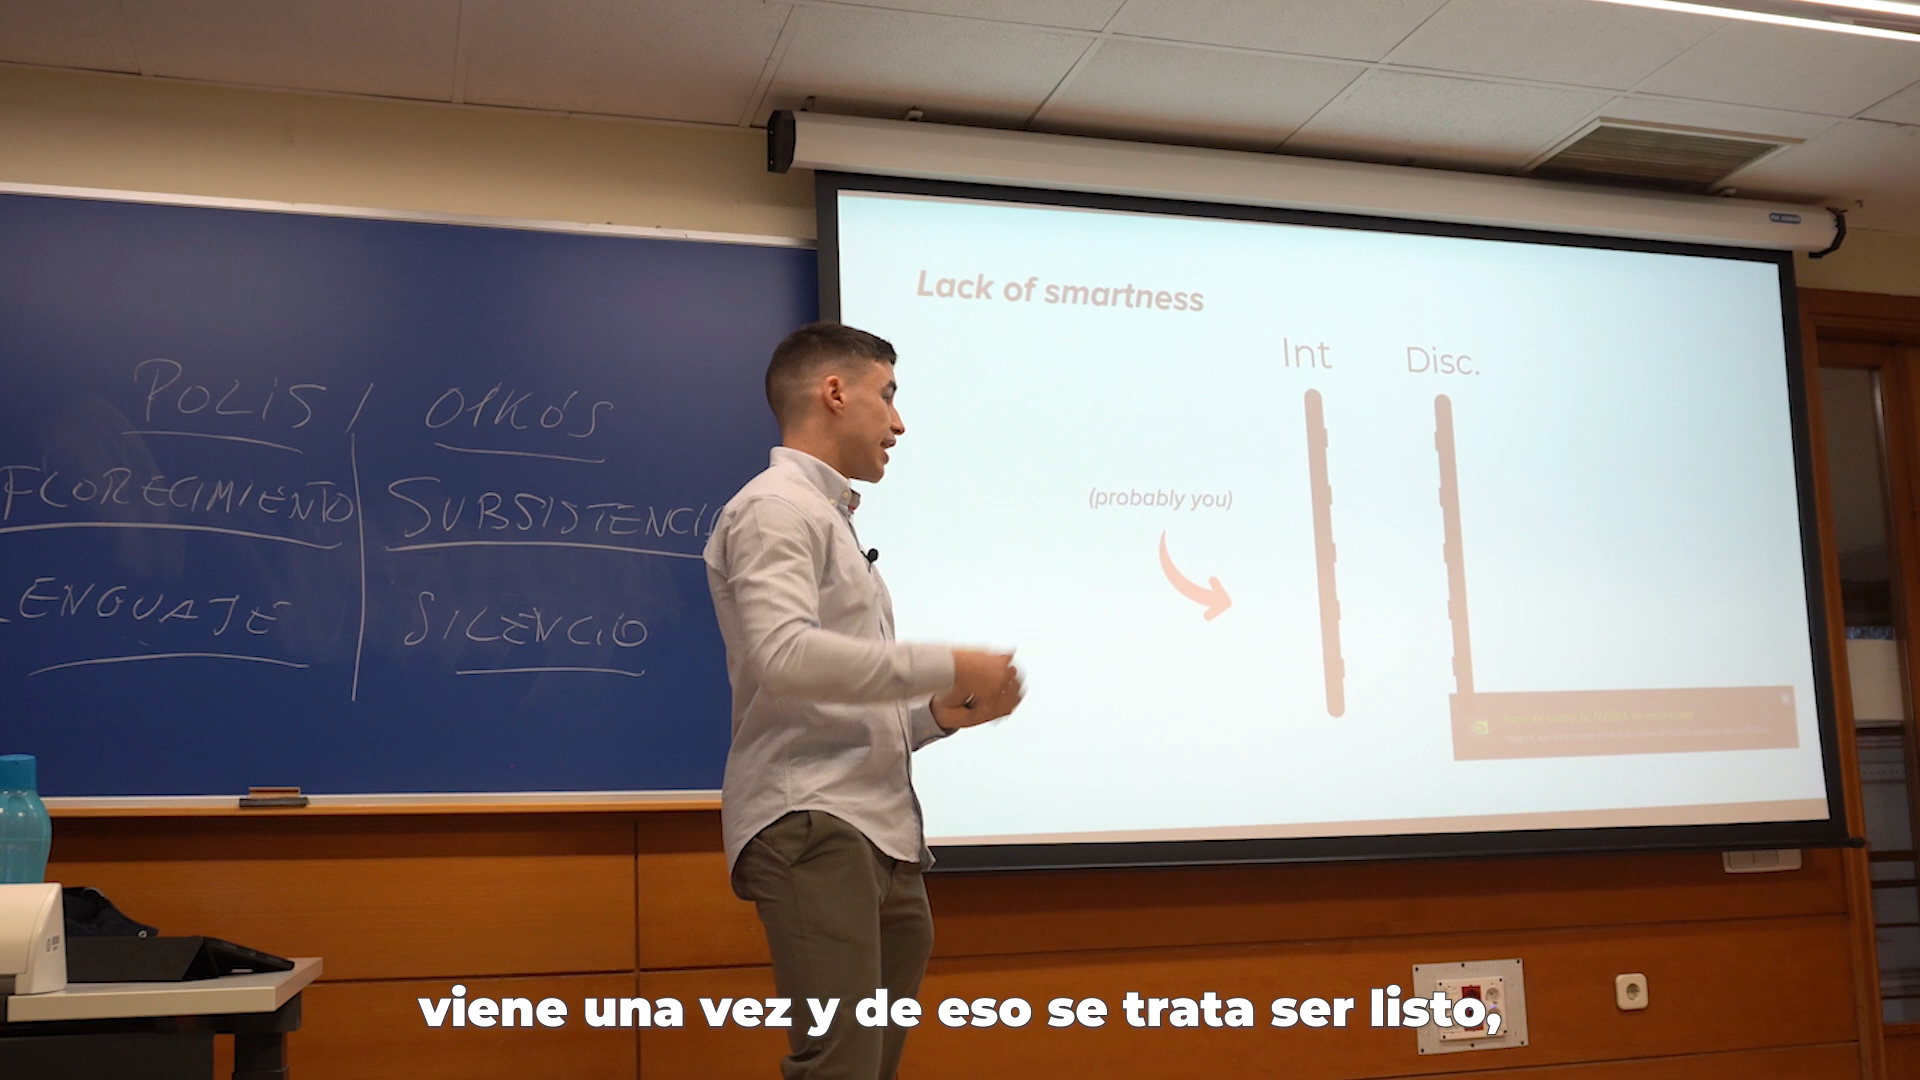 POLIS / OIKÓS
FLORECIMIENTO SUBSISTENCIA
LENGUAJE SILENCIO
Lack of smartness
Int Disc.
(probably you)
viene una vez y de eso se trata ser listo,